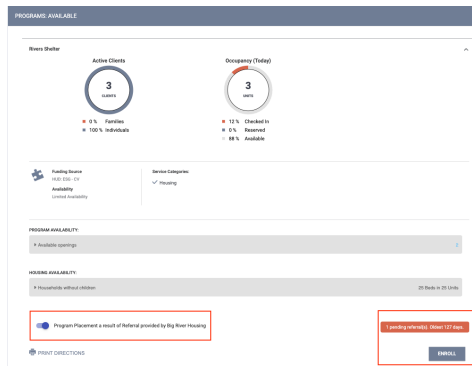 PROGRAMS: AVAILABLE
Rivers Shelter
Active Clients
Occupancy (Today)
3
CLIENTS
3
UNITS
0 % Families
100 % Individuals
12 % Checked In
0 % Reserved
88 % Available
Funding Source
HUD: ESG - CV
Availability
Limited Availability
Service Categories:
Housing
PROGRAM AVAILABILITY:
Available openings
HOUSING AVAILABILITY:
Households without children
25 Beds in 25 Units
Program Placement a result of Referral provided by Big River Housing
1 pending referral(s). Oldest 127 days.
PRINT DIRECTIONS
ENROLL